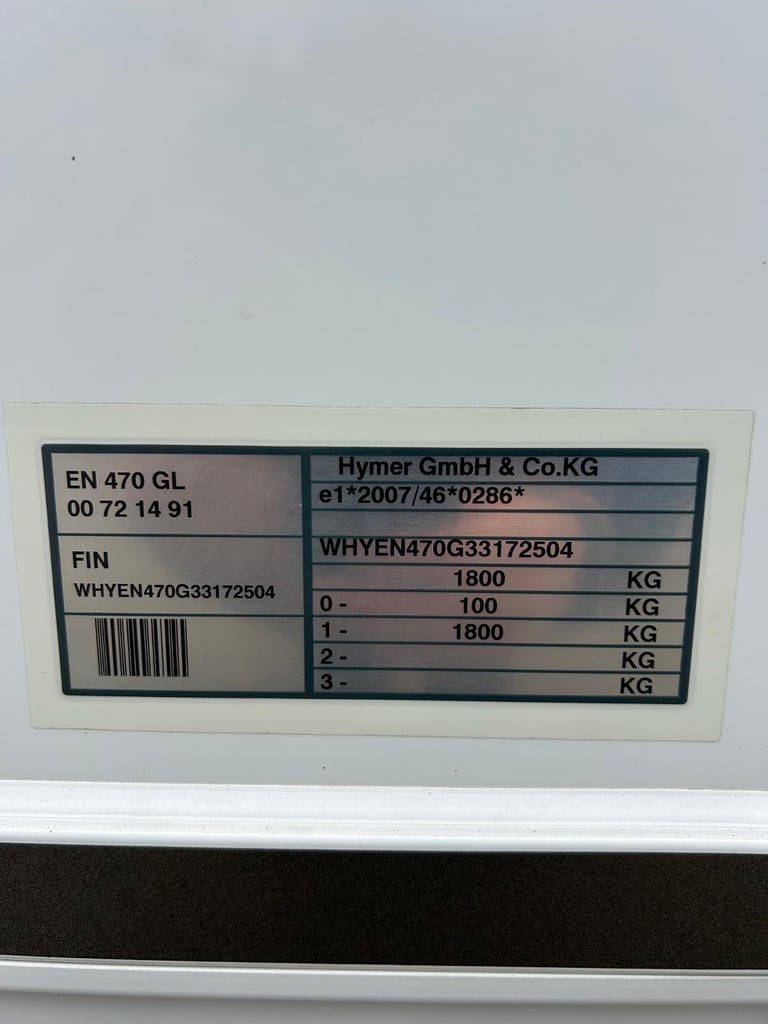 EN 470 GL
00 72 14 91
FIN
WHYEN470G33172504
Hymer GmbH & Co.KG
e1*2007/46*0286*
WHYEN470G33172504
1800 KG
0 - 100 KG
1 - 1800 KG
2 - KG
3 - KG